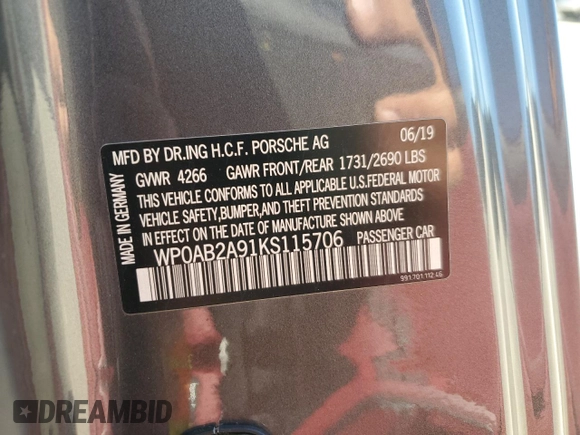 MFD BY DR.ING H.C.F. PORSCHE AG 06/19
GVWR 4266 GAWR FRONT/REAR 1731/2690 LBS
THIS VEHICLE CONFORMS TO ALL APPLICABLE U.S.FEDERAL MOTOR
VEHICLE SAFETY,BUMPER,AND THEFT PREVENTION STANDARDS
IN EFFECT ON THE DATE OF MANUFACTURE SHOWN ABOVE.
WP0AB2A91KS115706 PASSENGER CAR
MADE IN GERMANY
991.701.112.46
DREAMBID